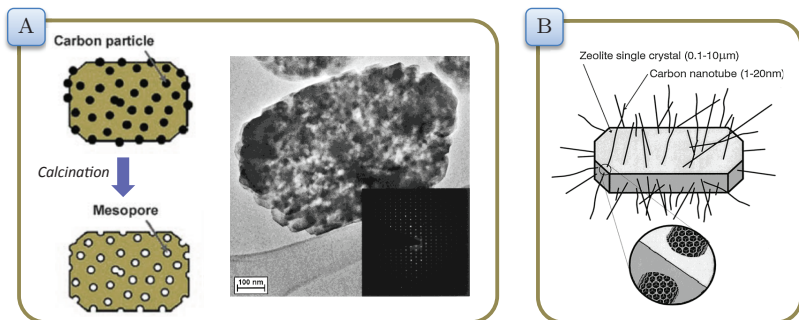 A
Carbon particle
Calcination
Mesopore
100 nm
B
Zeolite single crystal (0.1-10μm)
Carbon nanotube (1-20nm)